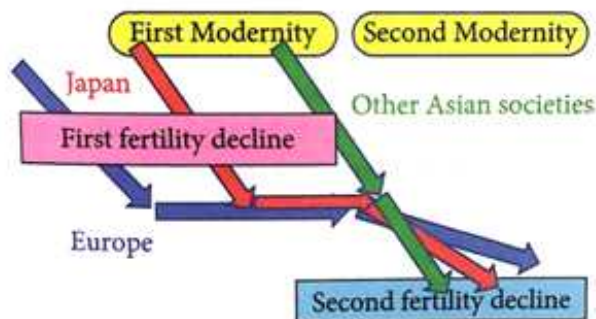 First Modernity
Second Modernity
Japan
Other Asian societies
First fertility decline
Europe
Second fertility decline